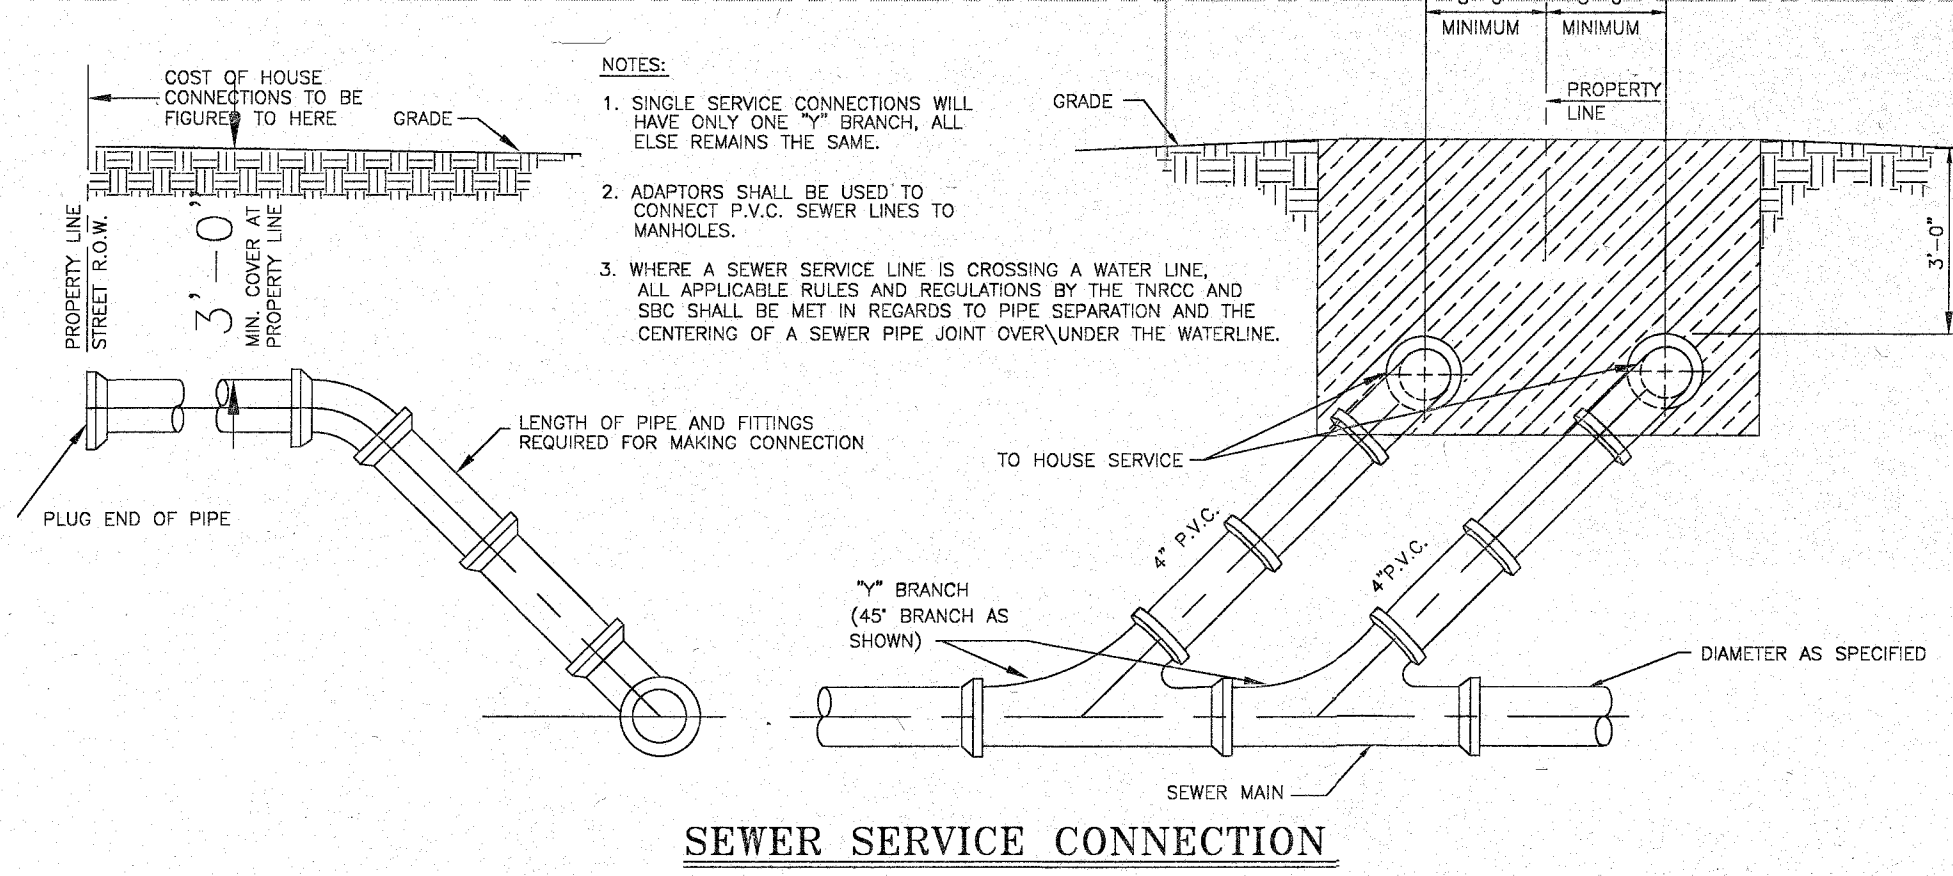 MINIMUM
MINIMUM
COST OF HOUSE
CONNECTIONS TO BE
FIGURED TO HERE
GRADE
PROPERTY LINE
STREET R.O.W.
3'-0"
MIN. COVER AT
PROPERTY LINE
NOTES:
1. SINGLE SERVICE CONNECTIONS WILL
HAVE ONLY ONE "Y" BRANCH, ALL
ELSE REMAINS THE SAME.
2. ADAPTORS SHALL BE USED TO
CONNECT P.V.C. SEWER LINES TO
MANHOLES.
3. WHERE A SEWER SERVICE LINE IS CROSSING A WATER LINE,
ALL APPLICABLE RULES AND REGULATIONS BY THE TNRCC AND
SBC SHALL BE MET IN REGARDS TO PIPE SEPARATION AND THE
CENTERING OF A SEWER PIPE JOINT OVER\UNDER THE WATERLINE.
GRADE
PROPERTY
LINE
3'-0"
LENGTH OF PIPE AND FITTINGS
REQUIRED FOR MAKING CONNECTION
PLUG END OF PIPE
TO HOUSE SERVICE
4" P.V.C.
4"P.V.C.
"Y" BRANCH
(45° BRANCH AS
SHOWN)
DIAMETER AS SPECIFIED
SEWER MAIN
SEWER SERVICE CONNECTION